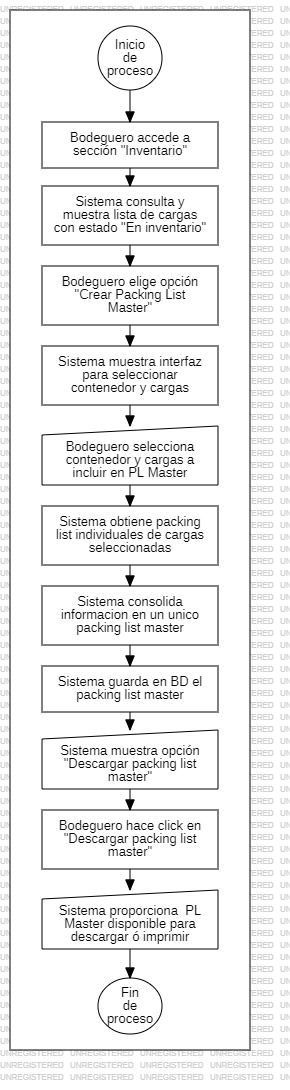 Inicio
de
proceso
Bodeguero accede a
sección "Inventario"
Sistema consulta y
muestra lista de cargas
con estado "En inventario"
Bodeguero elige opción
"Crear Packing List
Master"
Sistema muestra interfaz
para seleccionar
contenedor y cargas
Bodeguero selecciona
contenedor y cargas a
incluir en PL Master
Sistema obtiene packing
list individuales de cargas
seleccionadas
Sistema consolida
informacion en un unico
packing list master
Sistema guarda en BD el
packing list master
Sistema muestra opción
"Descargar packing list
master"
Bodeguero hace click en
"Descargar packing list
master"
Sistema proporciona  PL
Master disponible para
descargar ó imprimir
Fin
de
proceso
UNREGISTERED UNREGISTERED UNREGISTERED UNREGISTERED